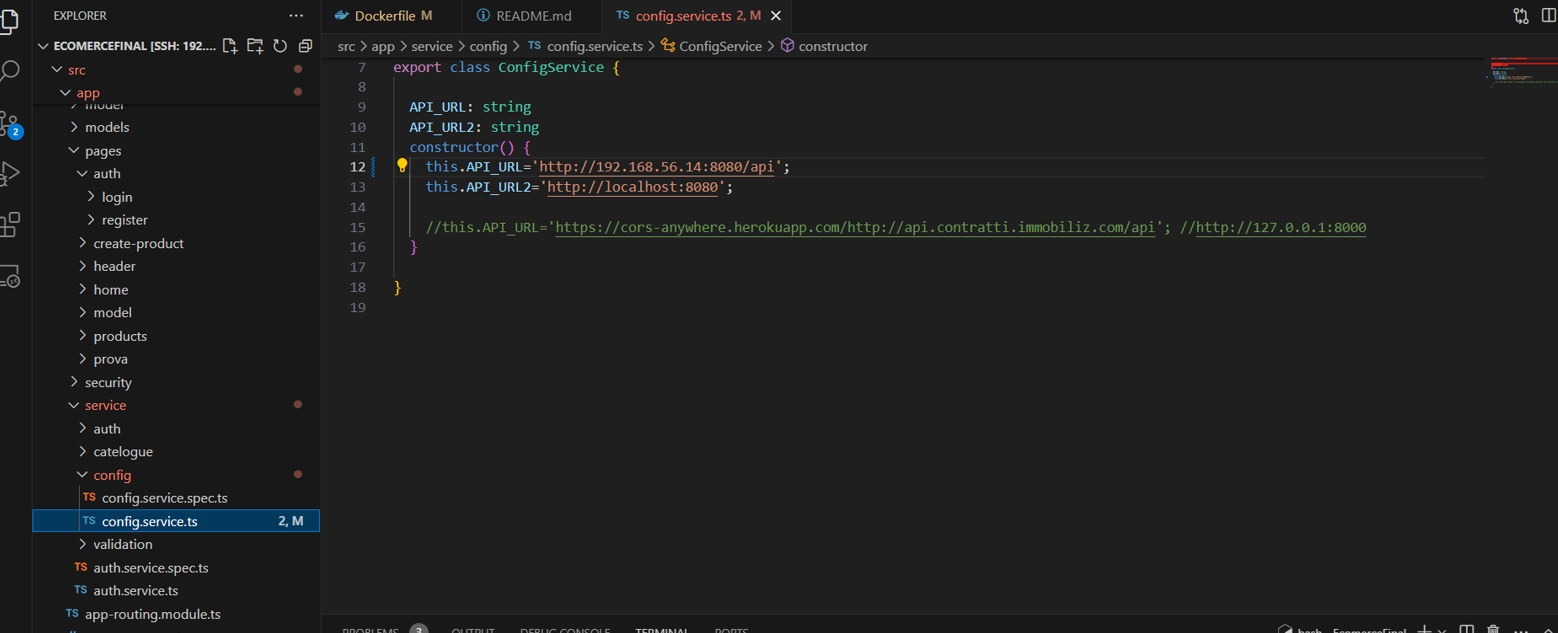 EXPLORER
ECOMERCEFINAL [SSH: 192....
src
app
model
models
pages
auth
login
register
create-product
header
home
model
products
prova
security
service
auth
catelogue
config
TS config.service.spec.ts
TS config.service.ts 2, M
validation
TS auth.service.spec.ts
TS auth.service.ts
TS app-routing.module.ts
2
Dockerfile M
README.md
TS config.service.ts 2, M
src > app > service > config > TS config.service.ts > ConfigService > constructor
7 export class ConfigService {
8
9 API_URL: string
10 API_URL2: string
11 constructor() {
12 this.API_URL='http://192.168.56.14:8080/api';
13 this.API_URL2='http://localhost:8080';
14
15 //this.API_URL='https://cors-anywhere.herokuapp.com/http://api.contratti.immobiliz.com/api'; //http://127.0.0.1:8000
16 }
17
18 }
19
PROBLEMS 3 OUTPUT DEBUG CONSOLE TERMINAL PORTS
bash - EcomerceFinal